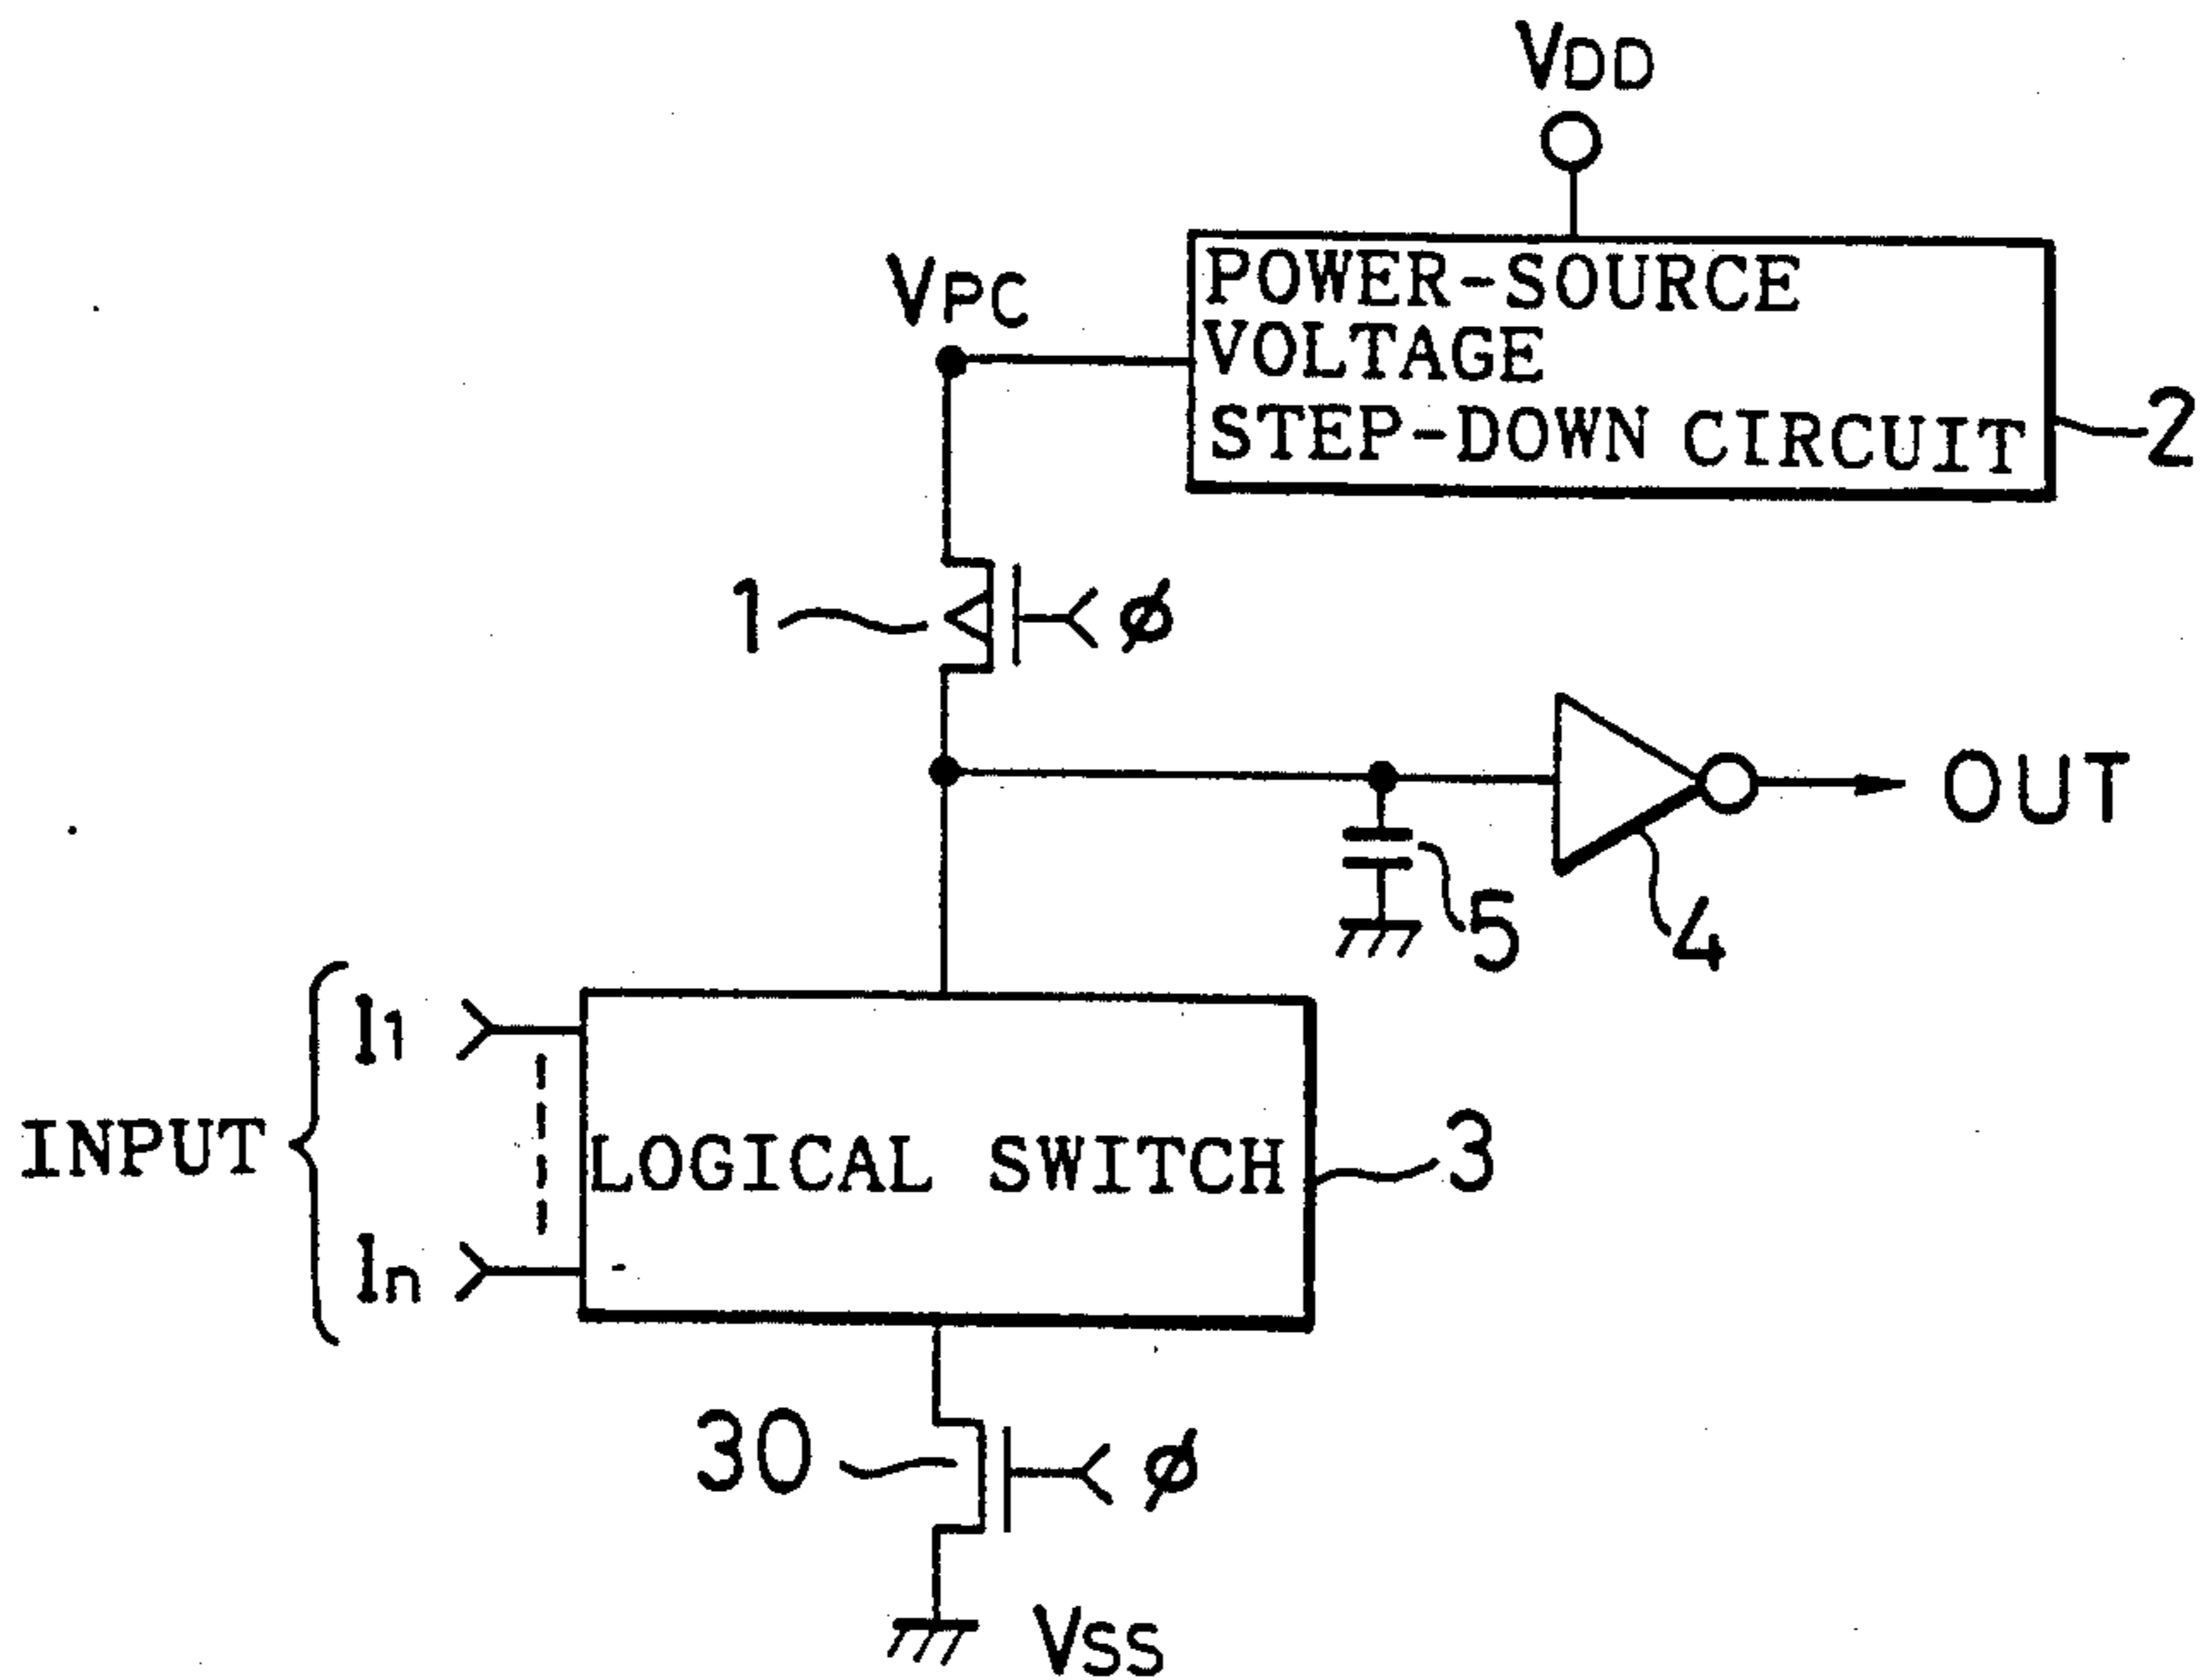 VDD
VPC
POWER-SOURCE
VOLTAGE
STEP-DOWN CIRCUIT
2
1
ϕ
OUT
5
4
I1
INPUT
LOGICAL SWITCH
3
In
30
ϕ
VSS